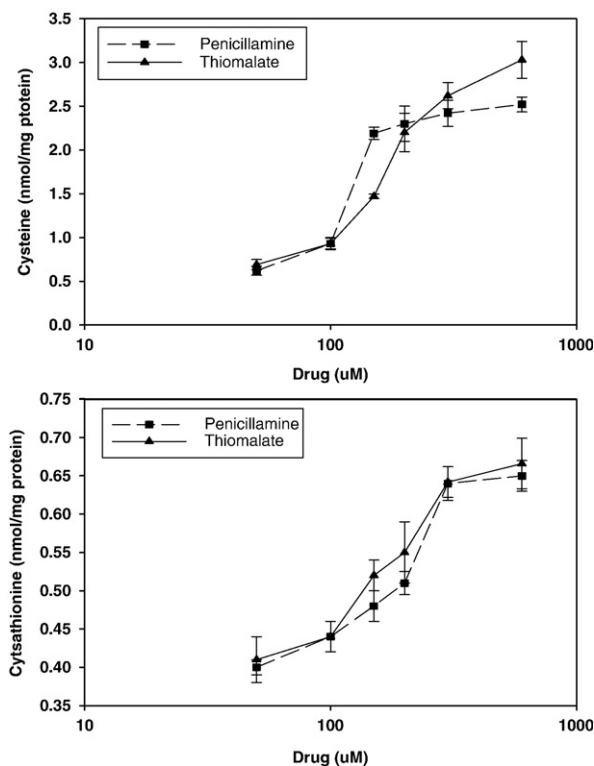 3.5
3.0
2.5
2.0
1.5
1.0
0.5
0.0
Cysteine (nmol/mg ptotein)
Penicillamine
Thiomalate
10
100
1000
Drug (uM)
0.75
0.70
0.65
0.60
0.55
0.50
0.45
0.40
0.35
Cytsathionine (nmol/mg protein)
Penicillamine
Thiomalate
10
100
1000
Drug (uM)